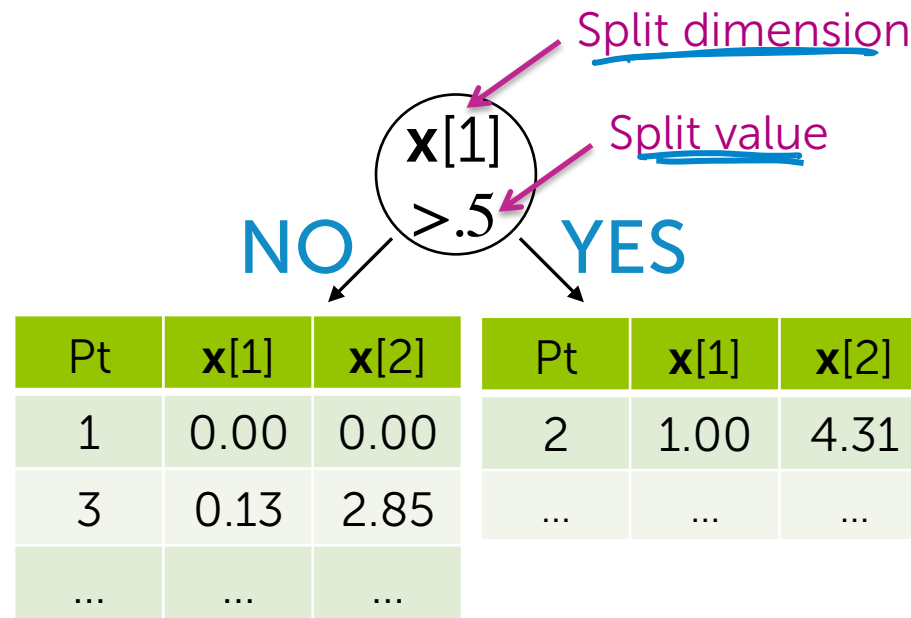 Split dimension
x[1]
Split value
>.5
NO
YES
Pt x[1] x[2]
1 0.00 0.00
3 0.13 2.85
... ... ...
Pt x[1] x[2]
2 1.00 4.31
... ... ...